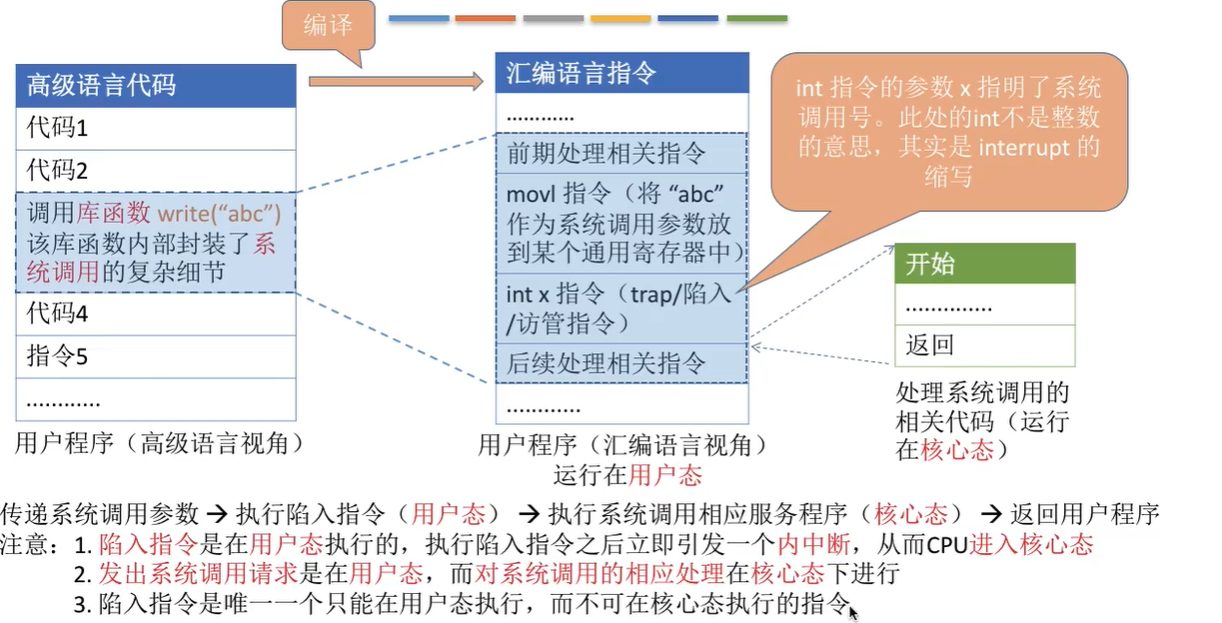 编译
高级语言代码
代码1
代码2
调用库函数 write(“abc”)
该库函数内部封装了系
统调用的复杂细节
代码4
指令5
…………
用户程序（高级语言视角）
汇编语言指令
…………
前期处理相关指令
movl 指令（将 “abc”
作为系统调用参数放
到某个通用寄存器中）
int x 指令（trap/陷入
/访管指令）
后续处理相关指令
…………
用户程序（汇编语言视角）
运行在用户态
int 指令的参数 x 指明了系统
调用号。此处的int不是整数
的意思，其实是 interrupt 的
缩写
开始
……………
返回
处理系统调用的
相关代码（运行
在核心态）
传递系统调用参数 → 执行陷入指令（用户态） → 执行系统调用相应服务程序（核心态） → 返回用户程序
注意：1. 陷入指令是在用户态执行的，执行陷入指令之后立即引发一个内中断，从而CPU进入核心态
2. 发出系统调用请求是在用户态，而对系统调用的相应处理在核心态下进行
3. 陷入指令是唯一一个只能在用户态执行，而不可在核心态执行的指令